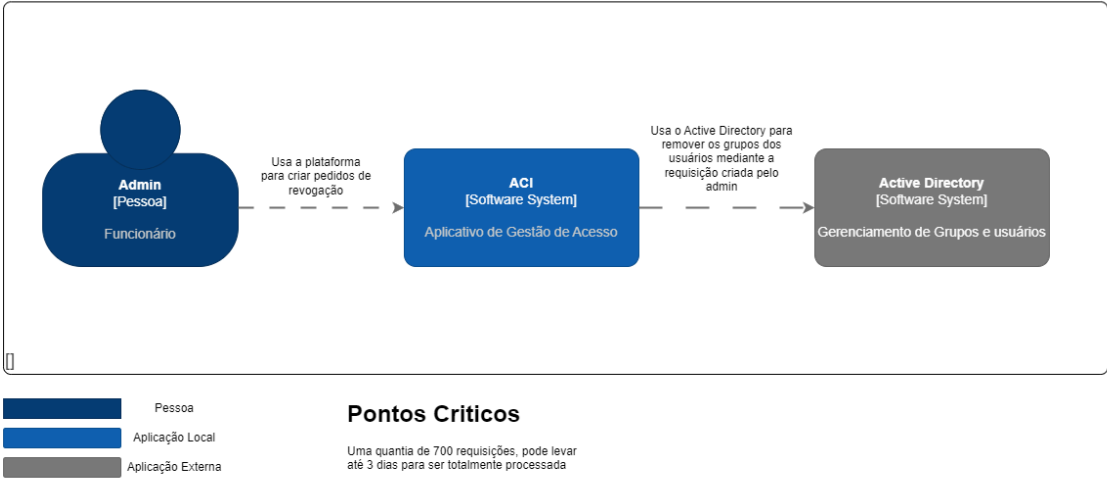 Admin
[Pessoa]
Funcionário
Usa a plataforma
para criar pedidos de
revogação
ACI
[Software System]
Aplicativo de Gestão de Acesso
Usa o Active Directory para
remover os grupos dos
usuários mediante a
requisição criada pelo
admin
Active Directory
[Software System]
Gerenciamento de Grupos e usuários
[]
Pessoa
Aplicação Local
Aplicação Externa
Pontos Criticos
Uma quantia de 700 requisições, pode levar
até 3 dias para ser totalmente processada